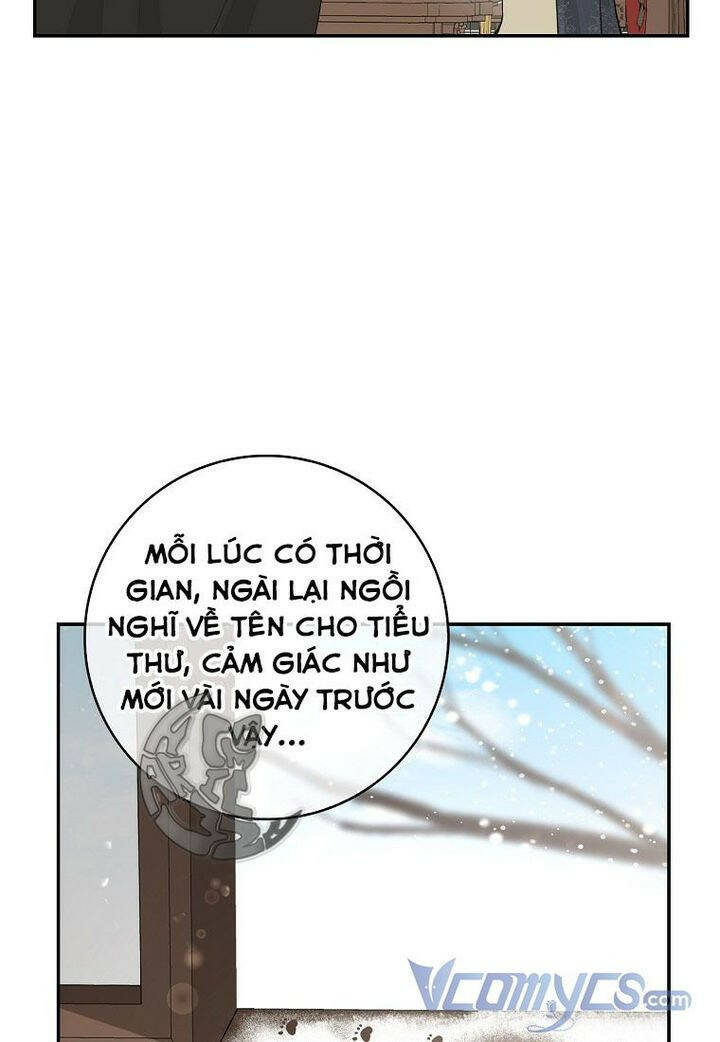 MỖI LÚC CÓ THỜI
GIAN, NGÀI LẠI NGỒI
NGHĨ VỀ TÊN CHO TIỂU
THƯ, CẢM GIÁC NHƯ
MỚI VÀI NGÀY TRƯỚC
VẬY...
VCOMYCS.com